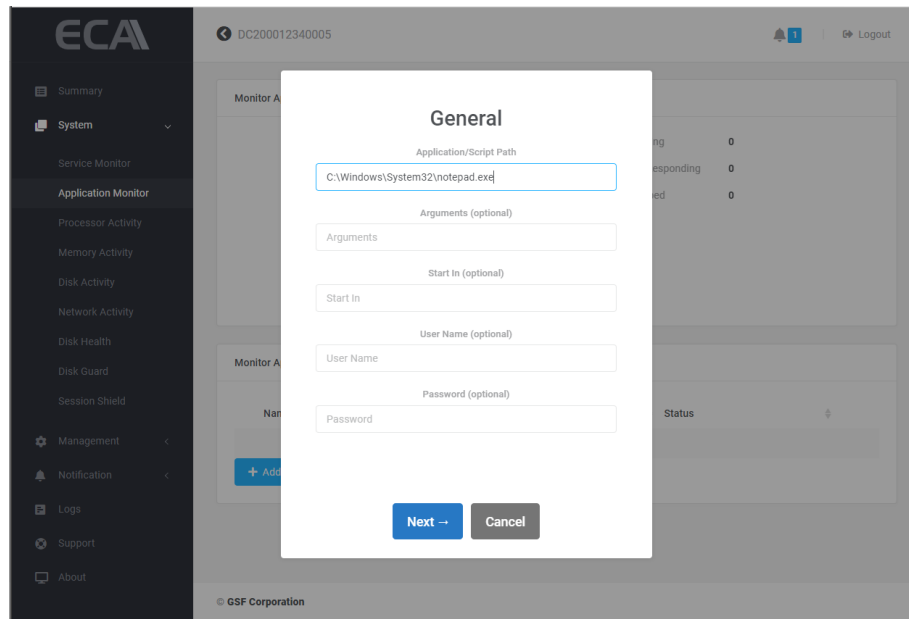 ECA
DC200012340005
1
Logout
Summary
System
Service Monitor
Application Monitor
Processor Activity
Memory Activity
Disk Activity
Network Activity
Disk Health
Disk Guard
Session Shield
Management
Notification
Logs
Support
About
Monitor A
ng 0
esponding 0
ed 0
General
Application/Script Path
C:\Windows\System32\notepad.exe
Arguments (optional)
Arguments
Start In (optional)
Start In
User Name (optional)
User Name
Password (optional)
Password
Next →
Cancel
Monitor A
Nar
Status
+ Add
© GSF Corporation